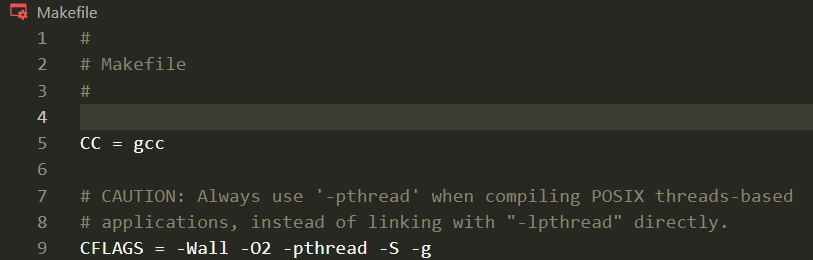 Makefile
1 #
2 # Makefile
3 #
4
5 CC = gcc
6
7 # CAUTION: Always use '-pthread' when compiling POSIX threads-based
8 # applications, instead of linking with "-lpthread" directly.
9 CFLAGS = -Wall -O2 -pthread -S -g